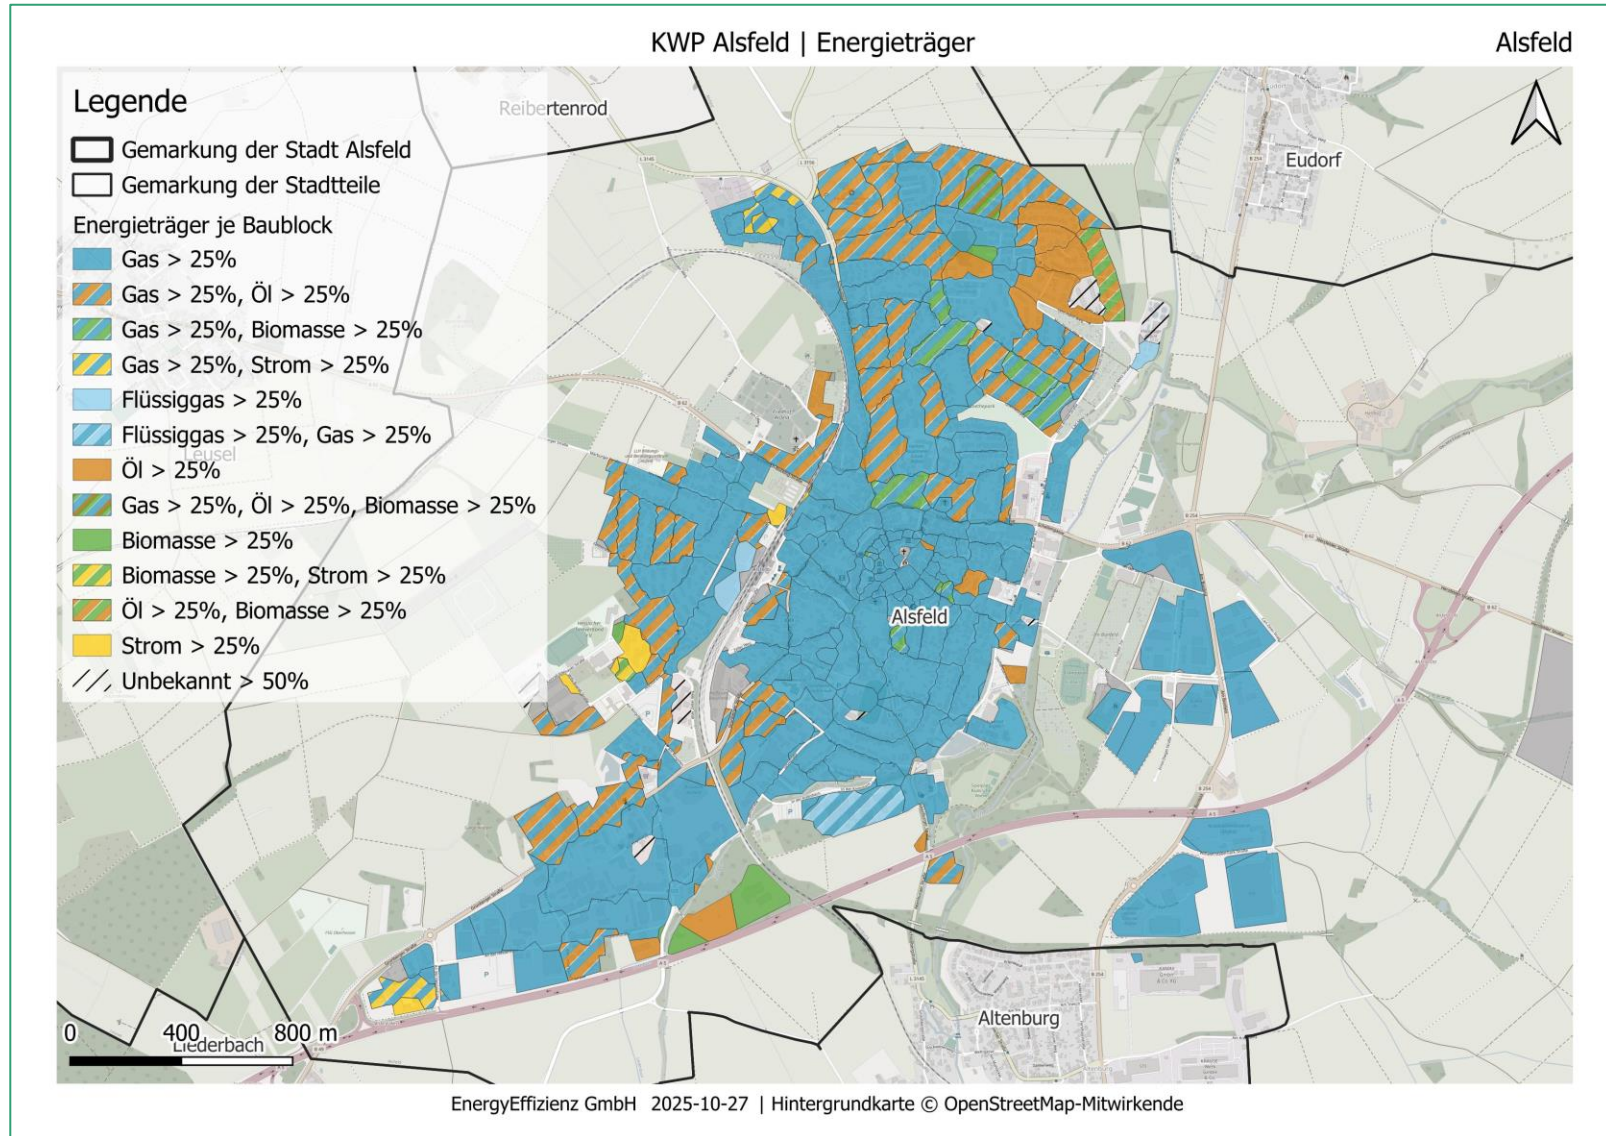 KWP Alsfeld | Energieträger
Alsfeld
Legende
Gemarkung der Stadt Alsfeld
Gemarkung der Stadtteile
Energieträger je Baublock
Gas > 25%
Gas > 25%, Öl > 25%
Gas > 25%, Biomasse > 25%
Gas > 25%, Strom > 25%
Flüssiggas > 25%
Flüssiggas > 25%, Gas > 25%
Öl > 25%
Gas > 25%, Öl > 25%, Biomasse > 25%
Biomasse > 25%
Biomasse > 25%, Strom > 25%
Öl > 25%, Biomasse > 25%
Strom > 25%
Unbekannt > 50%
Reibertenrod
Eudorf
Leusel
Alsfeld
Altenburg
Liederbach
0 400 800 m
EnergyEffizienz GmbH 2025-10-27 | Hintergrundkarte © OpenStreetMap-Mitwirkende